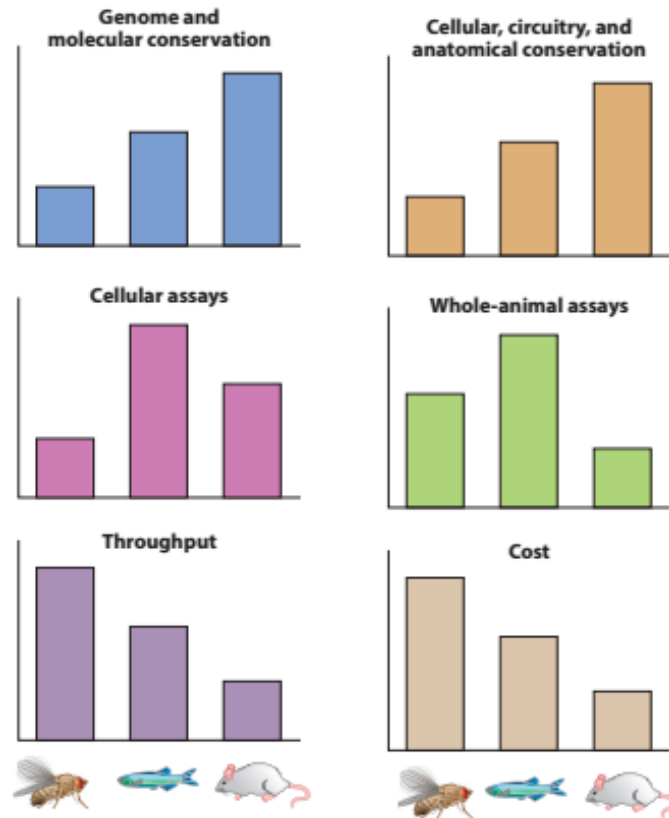 Genome and
molecular conservation
Cellular, circuitry, and
anatomical conservation
Cellular assays
Whole-animal assays
Throughput
Cost